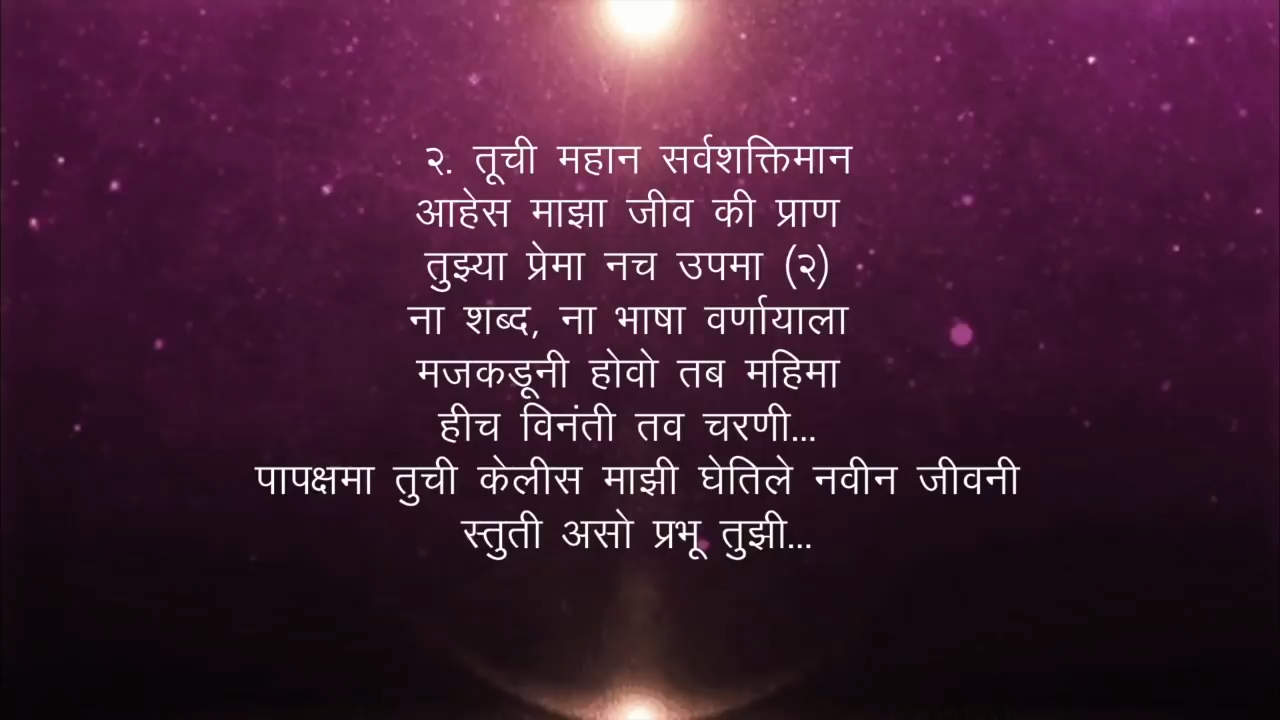 २. तूची महान सर्वशक्तिमान
आहेस माझा जीव की प्राण
तुझ्या प्रेमा नच उपमा (२)
ना शब्द, ना भाषा वर्णायाला
मजकडूनी होवो तब महिमा
हीच विनंती तव चरणी...
पापक्षमा तुची केलीस माझी घेतिले नवीन जीवनी
स्तुती असो प्रभू तुझी...